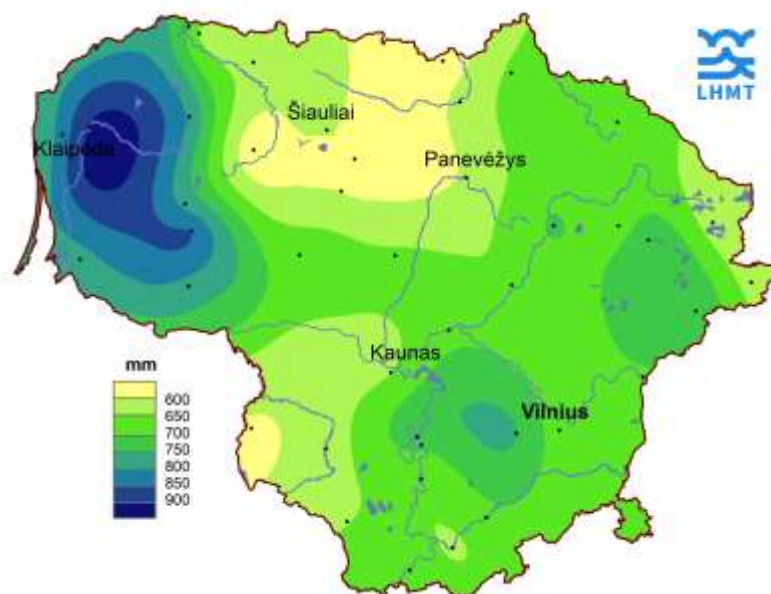 LHMT
Šiauliai
Klaipėda
Panevėžys
Kaunas
Vilnius
mm
600
650
700
750
800
850
900